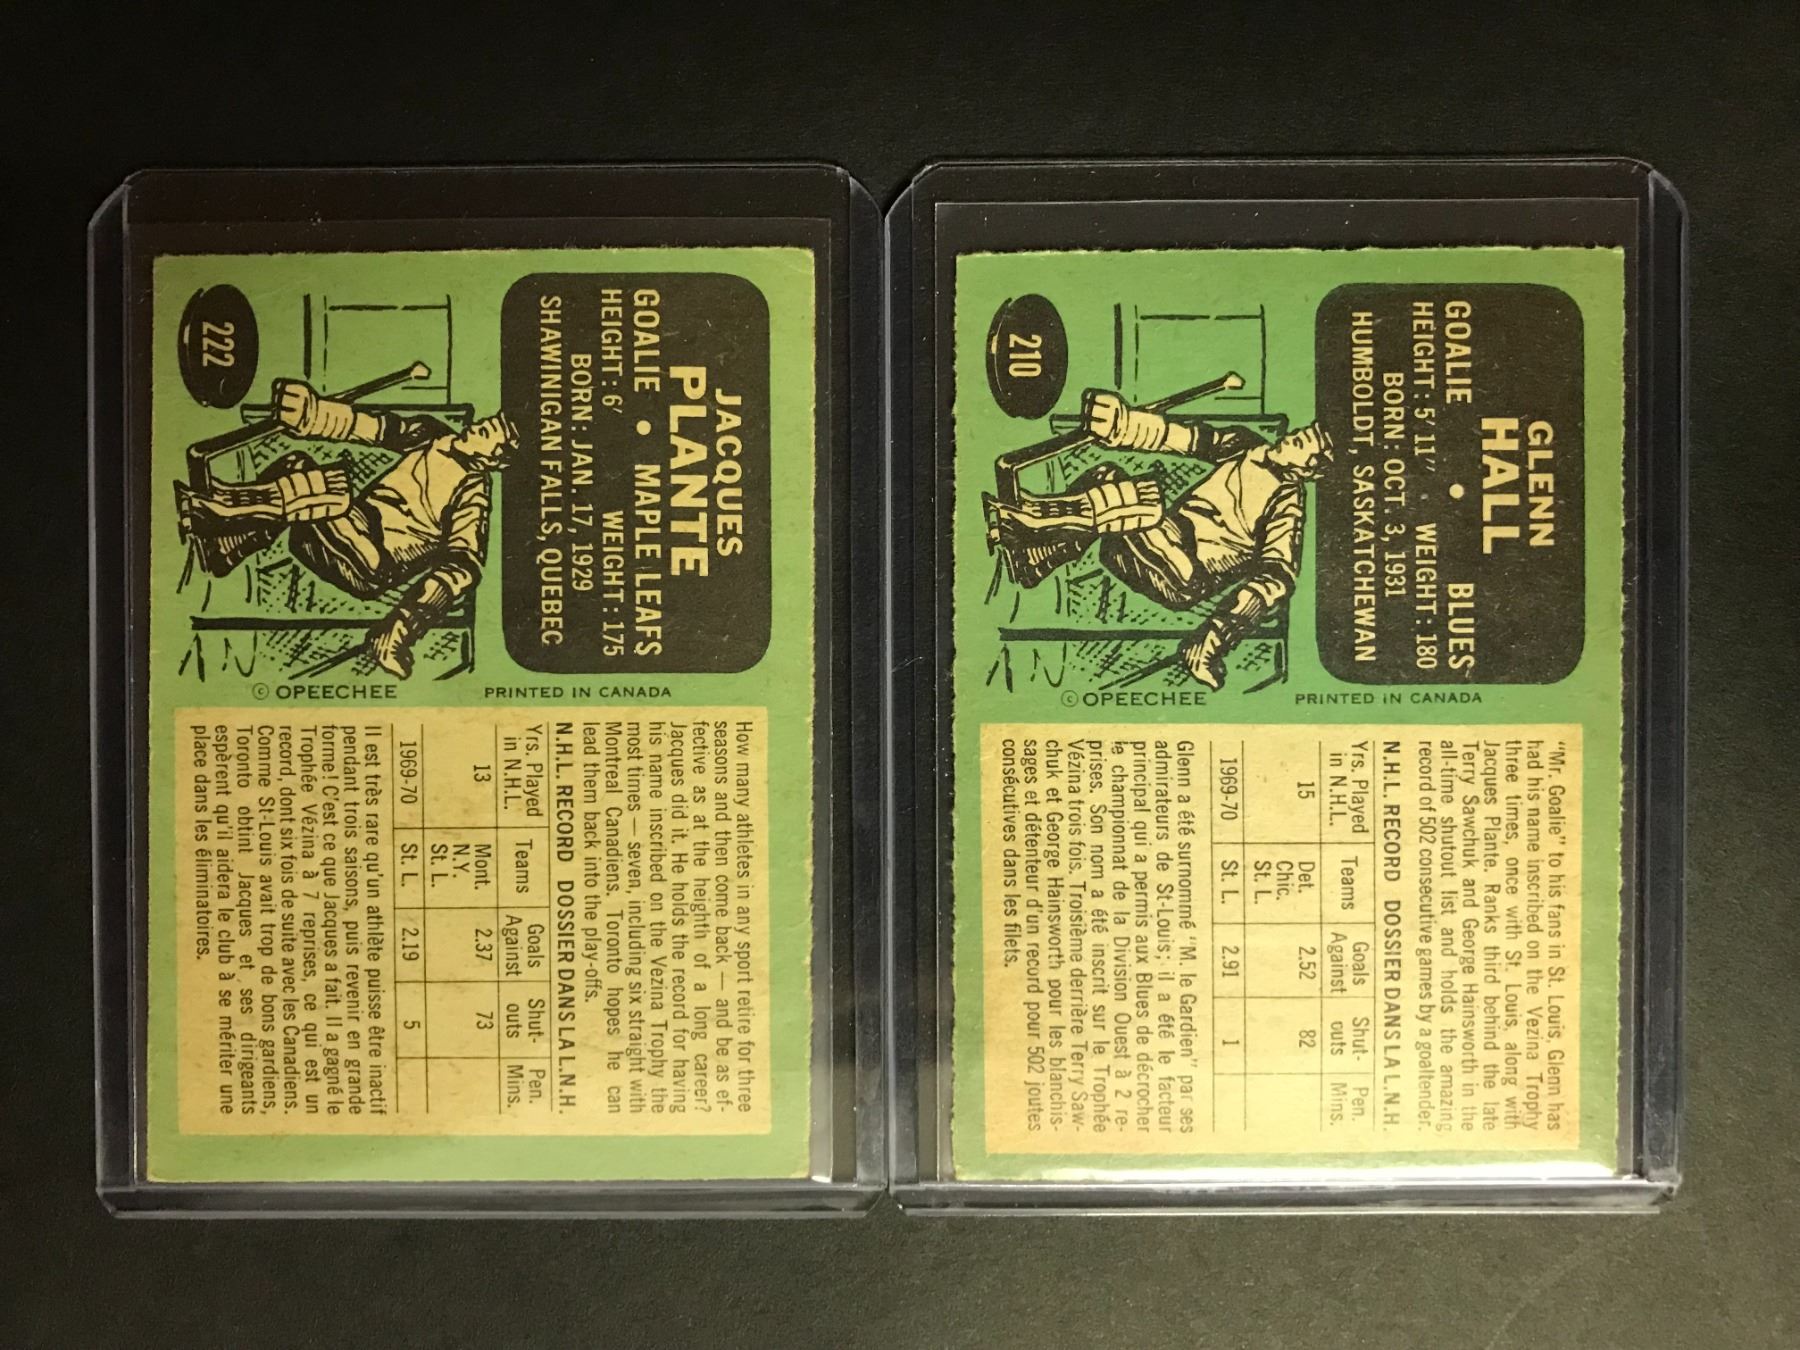 GLENN
HALL
GOALIE • BLUES
HEIGHT: 5' 11" WEIGHT: 180
BORN: OCT. 3, 1931
HUMBOLDT, SASKATCHEWAN
210
© OPEECHEE
PRINTED IN CANADA
"Mr. Goalie" to his fans in St. Louis, Glenn has
had his name inscribed on the Vezina Trophy
three times, once with St. Louis, along with
Jacques Plante. Ranks third behind the late
Terry Sawchuk and George Hainsworth in the
all-time shutout list and holds the amazing
record of 502 consecutive games by a goaltender.
N.H.L. RECORD DOSSIER DANS LA L.N.H.
Yrs. Played in N.H.L. Teams Goals Against Shut-outs Pen. Mins.
15 Det. Chic. St. L. 2.52 82
1969-70 St. L. 2.91 1
Glenn a été surnommé "M. le Gardien" par ses
admirateurs de St-Louis; il a été le facteur
principal qui a permis aux Blues de décrocher
le championnat de la Division Ouest à 2 re-
prises. Son nom a été inscrit sur le Trophée
Vézina trois fois. Troisième derrière Terry Saw-
chuk et George Hainsworth pour les blanchis-
sages et détenteur d'un record pour 502 joutes
consécutives dans les filets.
JACQUES
PLANTE
GOALIE • MAPLE LEAFS
HEIGHT: 6' WEIGHT: 175
BORN: JAN. 17, 1929
SHAWINIGAN FALLS, QUEBEC
222
© OPEECHEE
PRINTED IN CANADA
How many athletes in any sport retire for three
seasons and then come back — and be as ef-
fective as at the heighth of a long career?
Jacques did it. He holds the record for having
his name inscribed on the Vezina Trophy the
most times — seven, including six straight with
Montreal Canadiens. Toronto hopes he can
lead them back into the play-offs.
N.H.L. RECORD DOSSIER DANS LA L.N.H.
Yrs. Played in N.H.L. Teams Goals Against Shut-outs Pen. Mins.
13 Mont. N.Y. St. L. 2.37 73
1969-70 St. L. 2.19 5
Il est très rare qu'un athlète puisse être inactif
pendant trois saisons, puis revenir en grande
forme! C'est ce que Jacques a fait. Il a gagné le
Trophée Vézina à 7 reprises, ce qui est un
record, dont six fois de suite avec les Canadiens.
Comme St-Louis avait trop de bons gardiens,
Toronto obtint Jacques et ses dirigeants
espèrent qu'il aidera le club à se mériter une
place dans les éliminatoires.